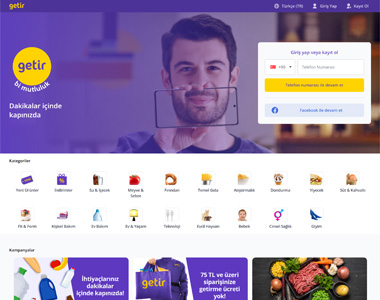 getir
Türkçe (TR)
Giriş Yap
Kayıt Ol
getir
bi mutluluk
Dakikalar içinde
kapınızda
Giriş yap veya kayıt ol
+90
Telefon Numarası
Telefon numarası ile devam et
Facebook ile devam et
Kategoriler
Yeni Ürünler
İndirimler
Su & İçecek
Meyve &
Sebze
Fırından
Temel Gıda
Atıştırmalık
Dondurma
Yiyecek
Süt & Kahvaltı
Fit & Form
Kişisel Bakım
Ev Bakım
Ev & Yaşam
Teknoloji
Evcil Hayvan
Bebek
Cinsel Sağlık
Giyim
Kampanyalar
İhtiyaçlarınız
dakikalar
içinde kapınızda!
getir
75 TL ve üzeri
siparişinize
getirme ücreti
yok!